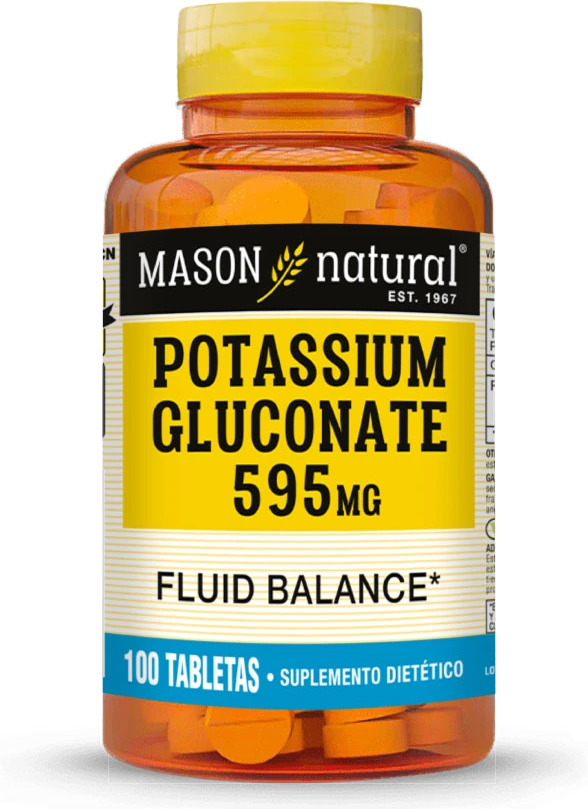 MASON natural®
EST. 1967
POTASSIUM
GLUCONATE
595MG
FLUID BALANCE*
100 TABLETAS • SUPLEMENTO DIETÉTICO